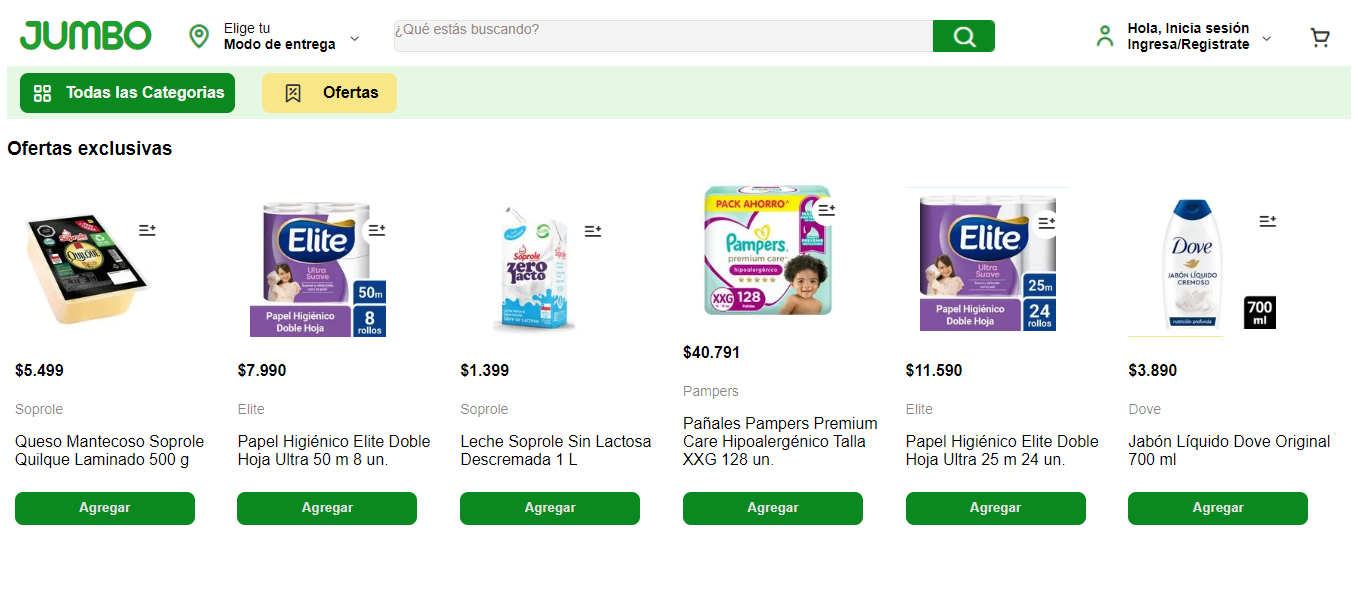 JUMBO
Elige tu
Modo de entrega
¿Qué estás buscando?
Hola, Inicia sesión
Ingresa/Registrate
Todas las Categorias
Ofertas
Ofertas exclusivas
Soprole
QUILQUE
Elite
Ultra
Suave
50m
Papel Higiénico
Doble Hoja
8
rollos
Soprole
zero
lacto
PACK AHORRO^
Pampers.
premium care
hipoalergénico
XXG 128
Elite
Ultra
Suave
25m
Papel Higiénico
Doble Hoja
24
rollos
Dove
JABÓN LÍQUIDO
CREMOSO
nutrición profunda
700
ml
$5.499
Soprole
Queso Mantecoso Soprole
Quilque Laminado 500 g
Agregar
$7.990
Elite
Papel Higiénico Elite Doble
Hoja Ultra 50 m 8 un.
Agregar
$1.399
Soprole
Leche Soprole Sin Lactosa
Descremada 1 L
Agregar
$40.791
Pampers
Pañales Pampers Premium
Care Hipoalergénico Talla
XXG 128 un.
Agregar
$11.590
Elite
Papel Higiénico Elite Doble
Hoja Ultra 25 m 24 un.
Agregar
$3.890
Dove
Jabón Líquido Dove Original
700 ml
Agregar